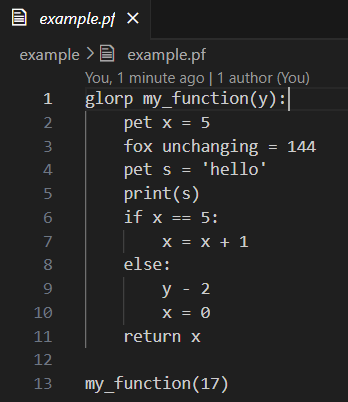 example.pf ×
example > example.pf
You, 1 minute ago | 1 author (You)
1 glorp my_function(y):
2     pet x = 5
3     fox unchanging = 144
4     pet s = 'hello'
5     print(s)
6     if x == 5:
7         x = x + 1
8     else:
9         y - 2
10         x = 0
11     return x
12
13 my_function(17)